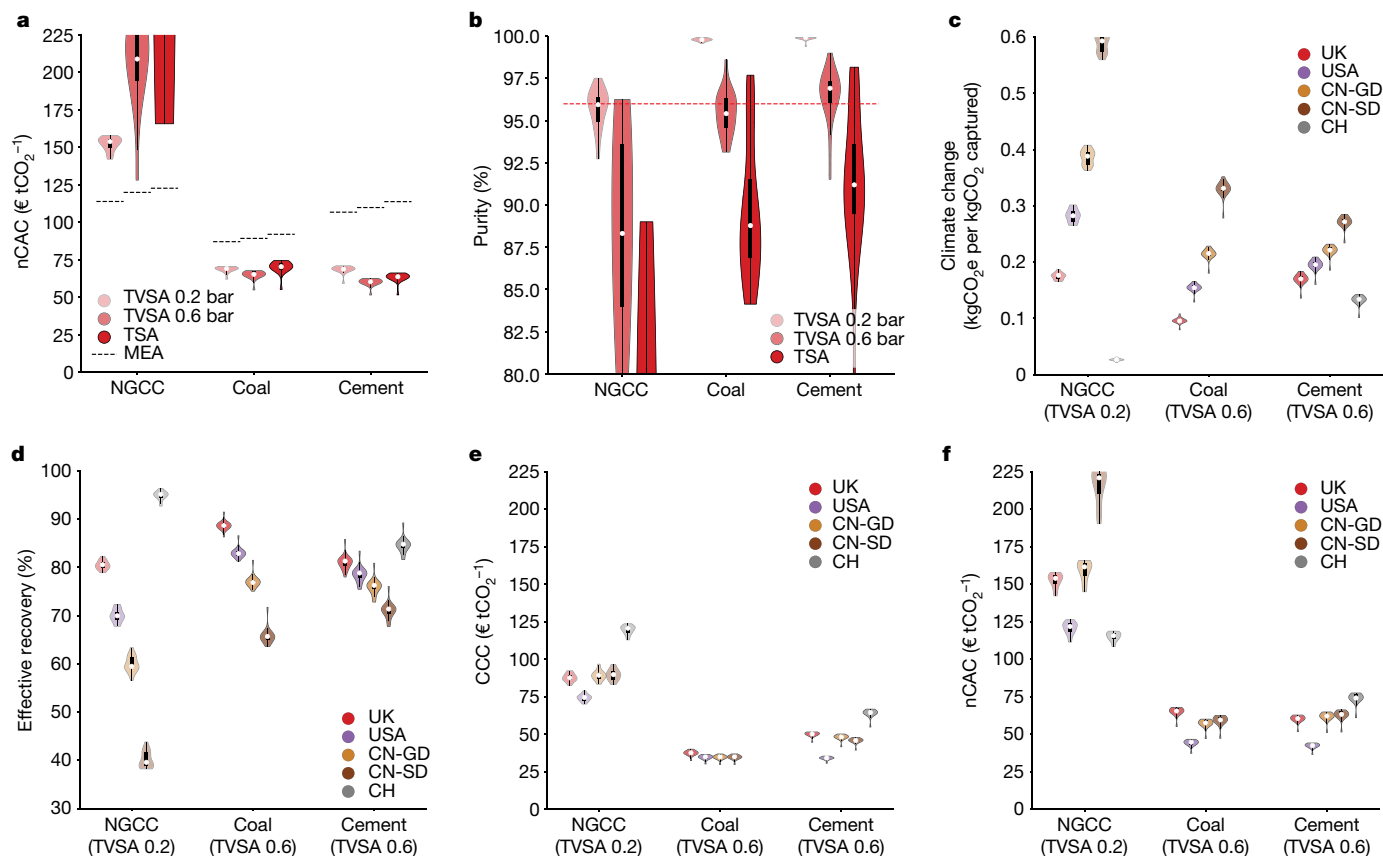 a
nCAC (€ tCO₂⁻¹)
225
200
175
150
125
100
75
50
25
0
TVSA 0.2 bar
TVSA 0.6 bar
TSA
MEA
NGCC
Coal
Cement
b
Purity (%)
100.0
97.5
95.0
92.5
90.0
87.5
85.0
82.5
80.0
TVSA 0.2 bar
TVSA 0.6 bar
TSA
NGCC
Coal
Cement
c
Climate change
(kgCO₂e per kgCO₂ captured)
0.6
0.5
0.4
0.3
0.2
0.1
0
UK
USA
CN-GD
CN-SD
CH
NGCC
(TVSA 0.2)
Coal
(TVSA 0.6)
Cement
(TVSA 0.6)
d
Effective recovery (%)
100
90
80
70
60
50
40
30
UK
USA
CN-GD
CN-SD
CH
NGCC
(TVSA 0.2)
Coal
(TVSA 0.6)
Cement
(TVSA 0.6)
e
CCC (€ tCO₂⁻¹)
225
200
175
150
125
100
75
50
25
0
UK
USA
CN-GD
CN-SD
CH
NGCC
(TVSA 0.2)
Coal
(TVSA 0.6)
Cement
(TVSA 0.6)
f
nCAC (€ tCO₂⁻¹)
225
200
175
150
125
100
75
50
25
0
UK
USA
CN-GD
CN-SD
CH
NGCC
(TVSA 0.2)
Coal
(TVSA 0.6)
Cement
(TVSA 0.6)